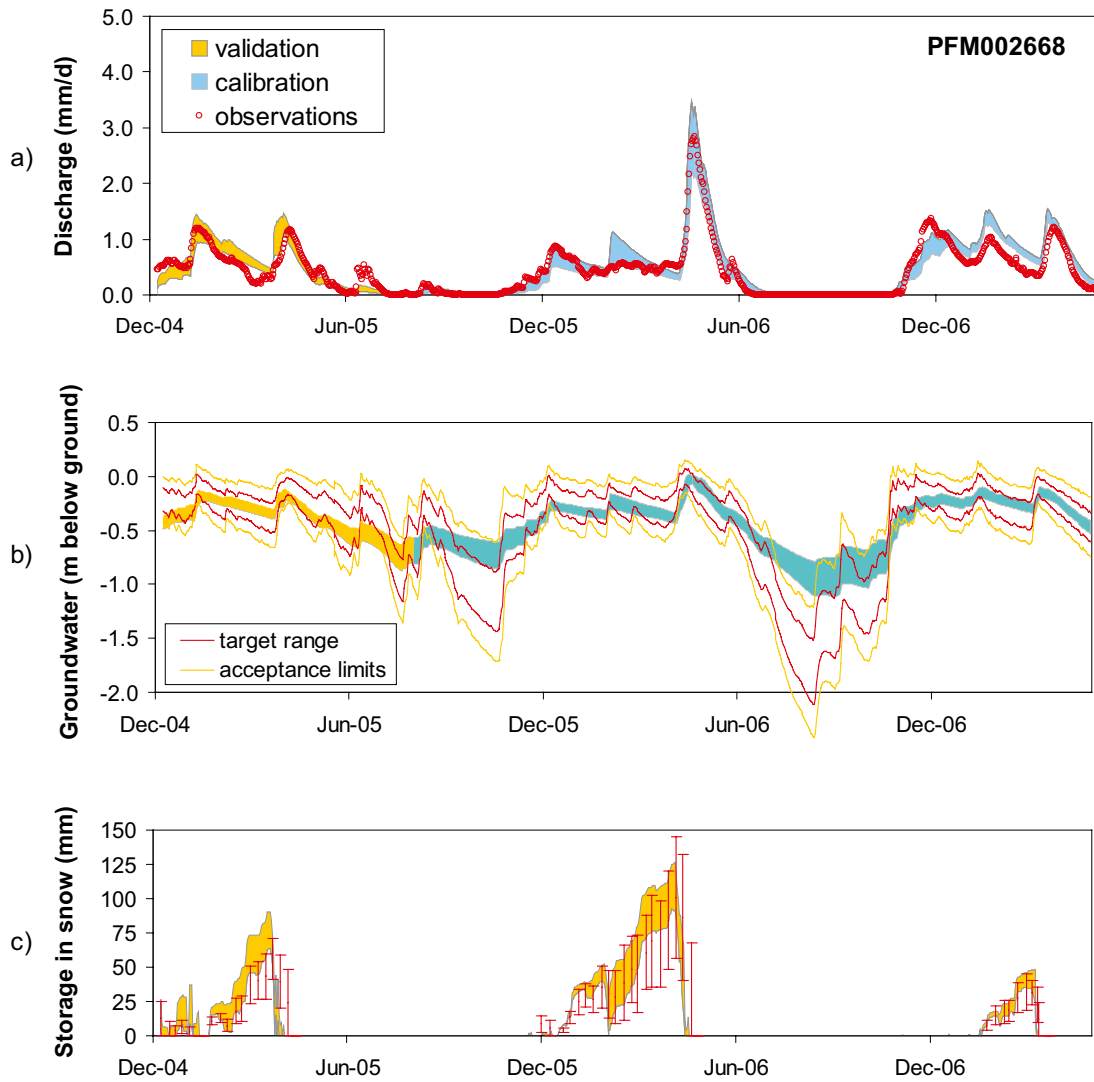 a)
Discharge (mm/d)
5.0
4.0
3.0
2.0
1.0
0.0
validation
calibration
observations
PFM002668
Dec-04 Jun-05 Dec-05 Jun-06 Dec-06
b)
Groundwater (m below ground)
0.5
0.0
-0.5
-1.0
-1.5
-2.0
target range
acceptance limits
Dec-04 Jun-05 Dec-05 Jun-06 Dec-06
c)
Storage in snow (mm)
150
125
100
75
50
25
0
Dec-04 Jun-05 Dec-05 Jun-06 Dec-06